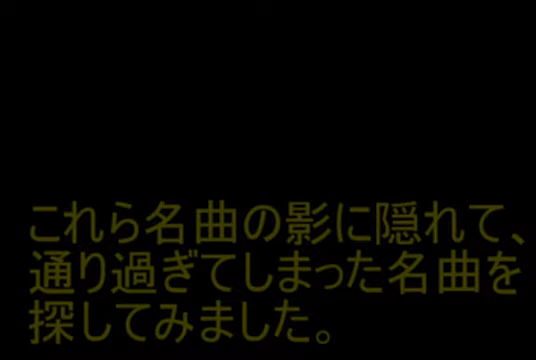 これら名曲の影に隠れて、
通り過ぎてしまった名曲を
探してみました。